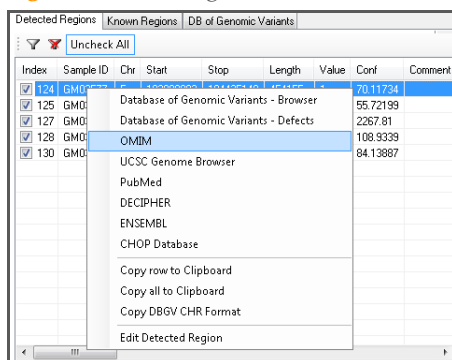 Detected Regions Known Regions DB of Genomic Variants
Uncheck All
Index Sample ID Chr Start Stop Length Value Conf Comment
124 70.11734
125 55.72199
127 2267.81
128 108.9339
130 84.13887
Database of Genomic Variants - Browser
Database of Genomic Variants - Defects
OMIM
UCSC Genome Browser
PubMed
DECIPHER
ENSEMBL
CHOP Database
Copy row to Clipboard
Copy all to Clipboard
Copy DBGV CHR Format
Edit Detected Region